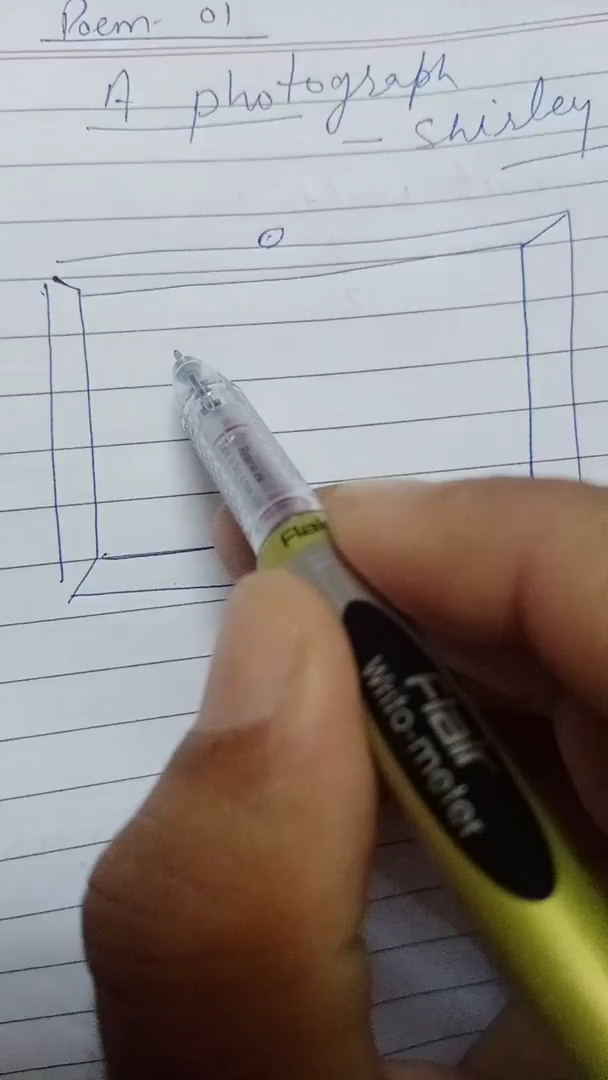 Poem- 01
A photograph
- Shirley
Flair
Flair
Writo-meter